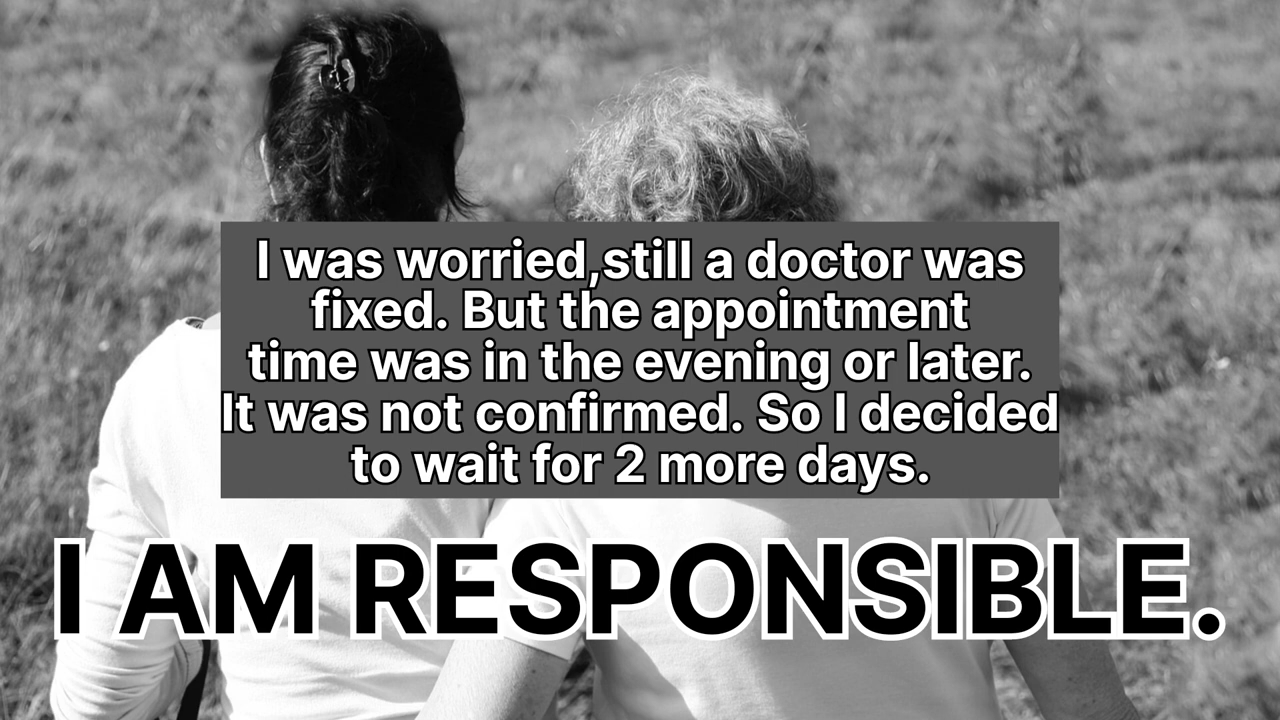 I was worried,still a doctor was
fixed. But the appointment
time was in the evening or later.
It was not confirmed. So I decided
to wait for 2 more days.
I AM RESPONSIBLE.